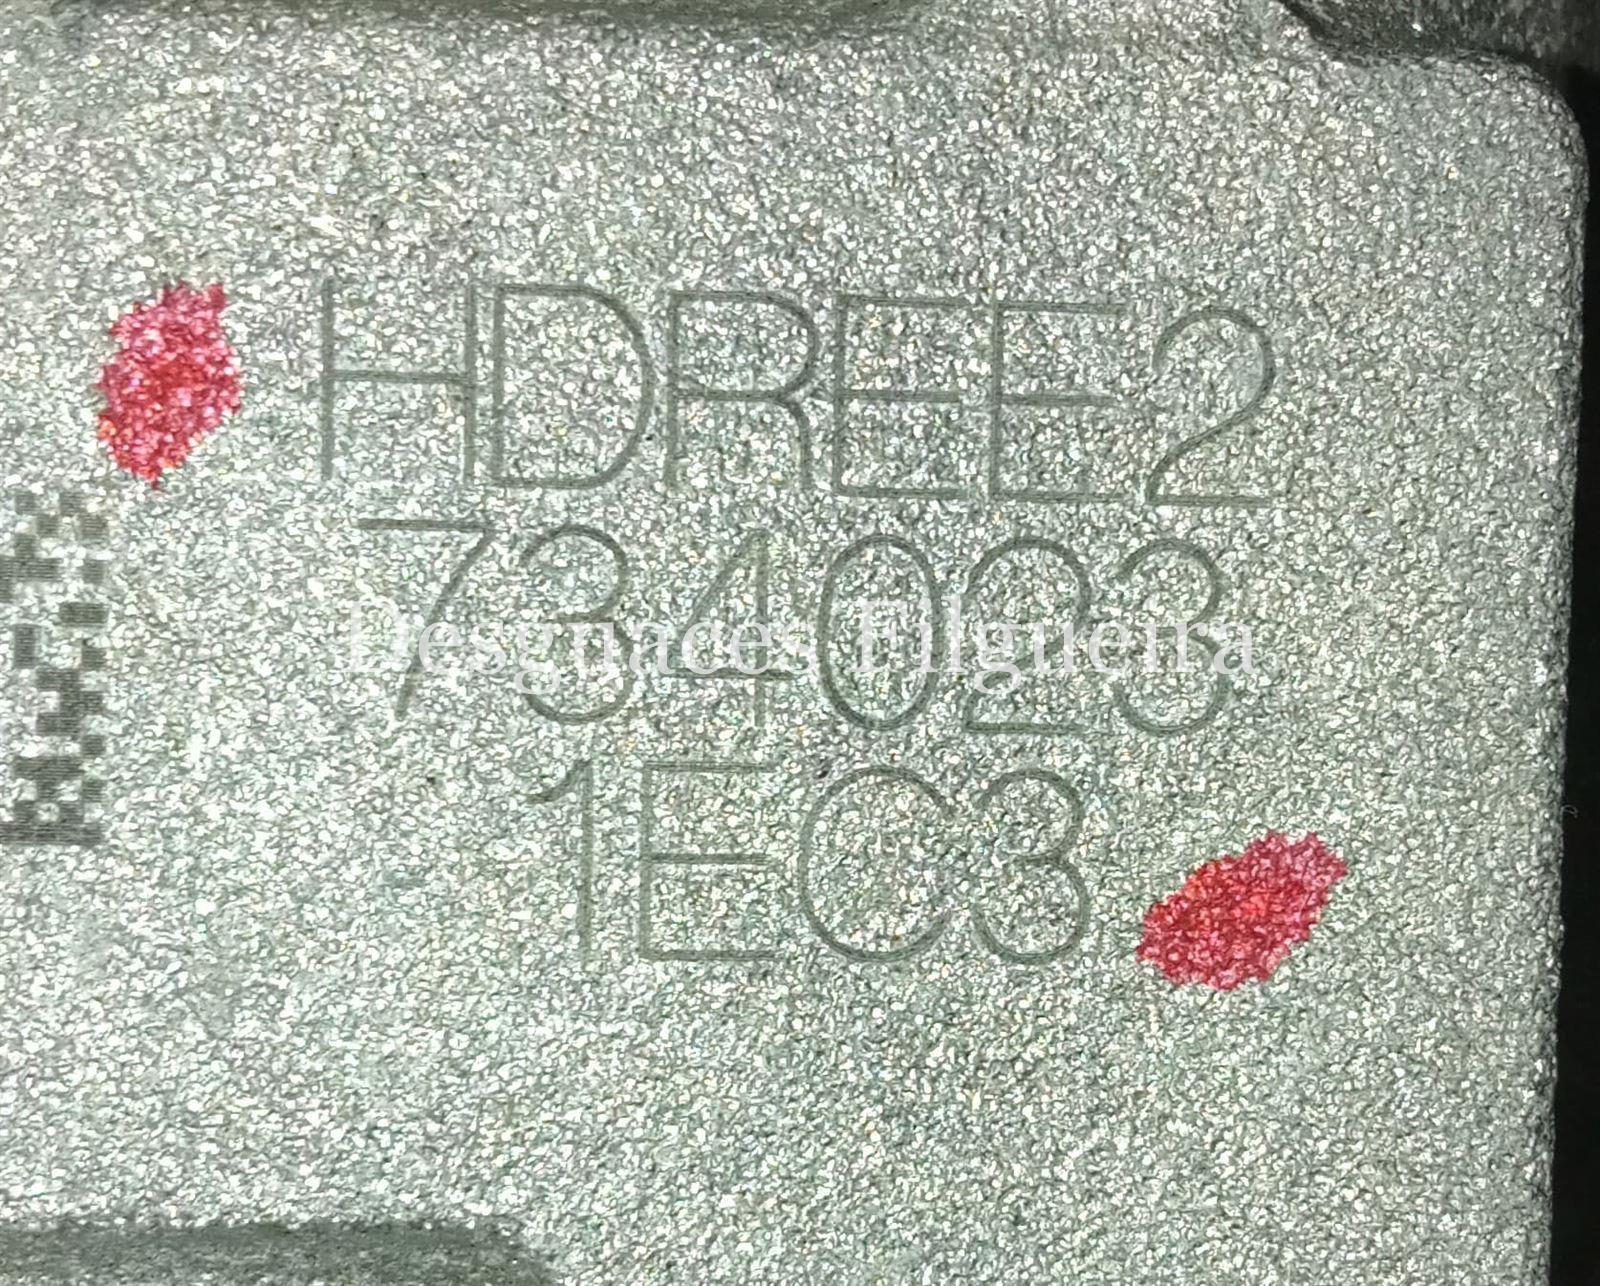 HDREE2
734023
Desguaces Filgueira
1EC3